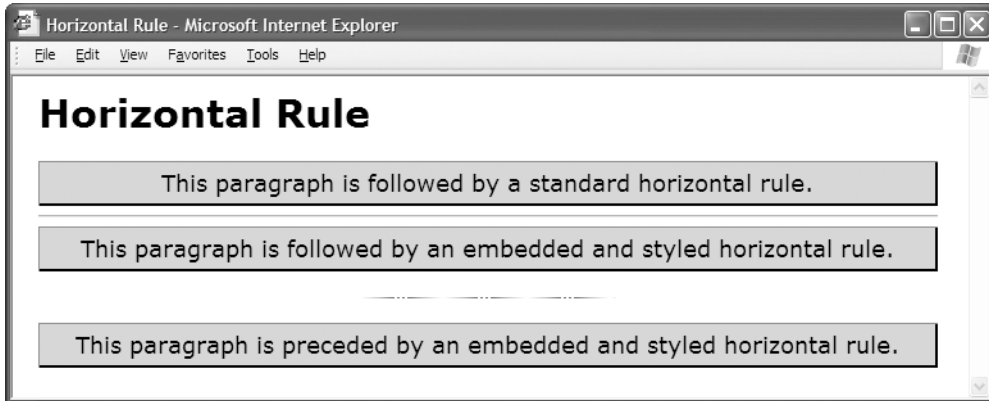 Horizontal Rule - Microsoft Internet Explorer
File Edit View Favorites Tools Help
Horizontal Rule
This paragraph is followed by a standard horizontal rule.
This paragraph is followed by an embedded and styled horizontal rule.
This paragraph is preceded by an embedded and styled horizontal rule.